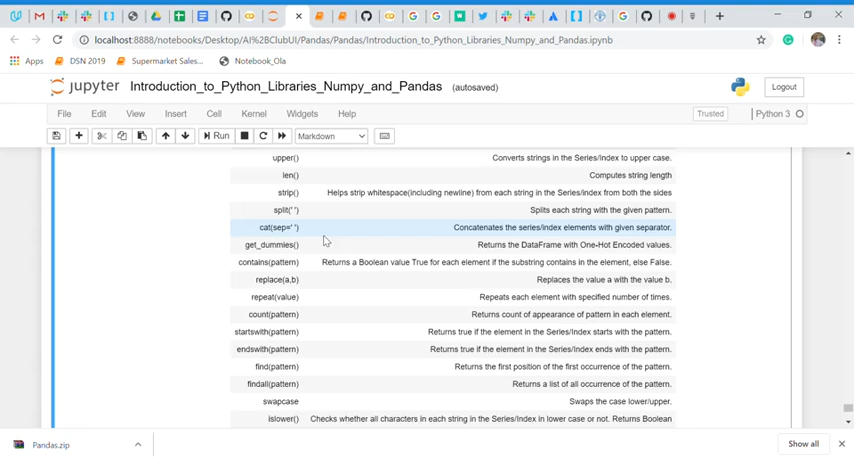 localhost:8888/notebooks/Desktop/AI%2BClubUI/Pandas/Pandas/Introduction_to_Python_Libraries_Numpy_and_Pandas.ipynb
Apps DSN 2019 Supermarket Sales... Notebook_Ola
jupyter Introduction_to_Python_Libraries_Numpy_and_Pandas (autosaved) Logout
File Edit View Insert Cell Kernel Widgets Help Trusted Python 3
Run Markdown
upper() Converts strings in the Series/Index to upper case.
len() Computes string length
strip() Helps strip whitespace(including newline) from each string in the Series/index from both the sides
split(' ') Splits each string with the given pattern.
cat(sep=' ') Concatenates the series/index elements with given separator.
get_dummies() Returns the DataFrame with One-Hot Encoded values.
contains(pattern) Returns a Boolean value True for each element if the substring contains in the element, else False.
replace(a,b) Replaces the value a with the value b.
repeat(value) Repeats each element with specified number of times.
count(pattern) Returns count of appearance of pattern in each element.
startswith(pattern) Returns true if the element in the Series/Index starts with the pattern.
endswith(pattern) Returns true if the element in the Series/Index ends with the pattern.
find(pattern) Returns the first position of the first occurrence of the pattern.
findall(pattern) Returns a list of all occurrence of the pattern.
swapcase Swaps the case lower/upper.
islower() Checks whether all characters in each string in the Series/Index in lower case or not. Returns Boolean
Pandas.zip Show all